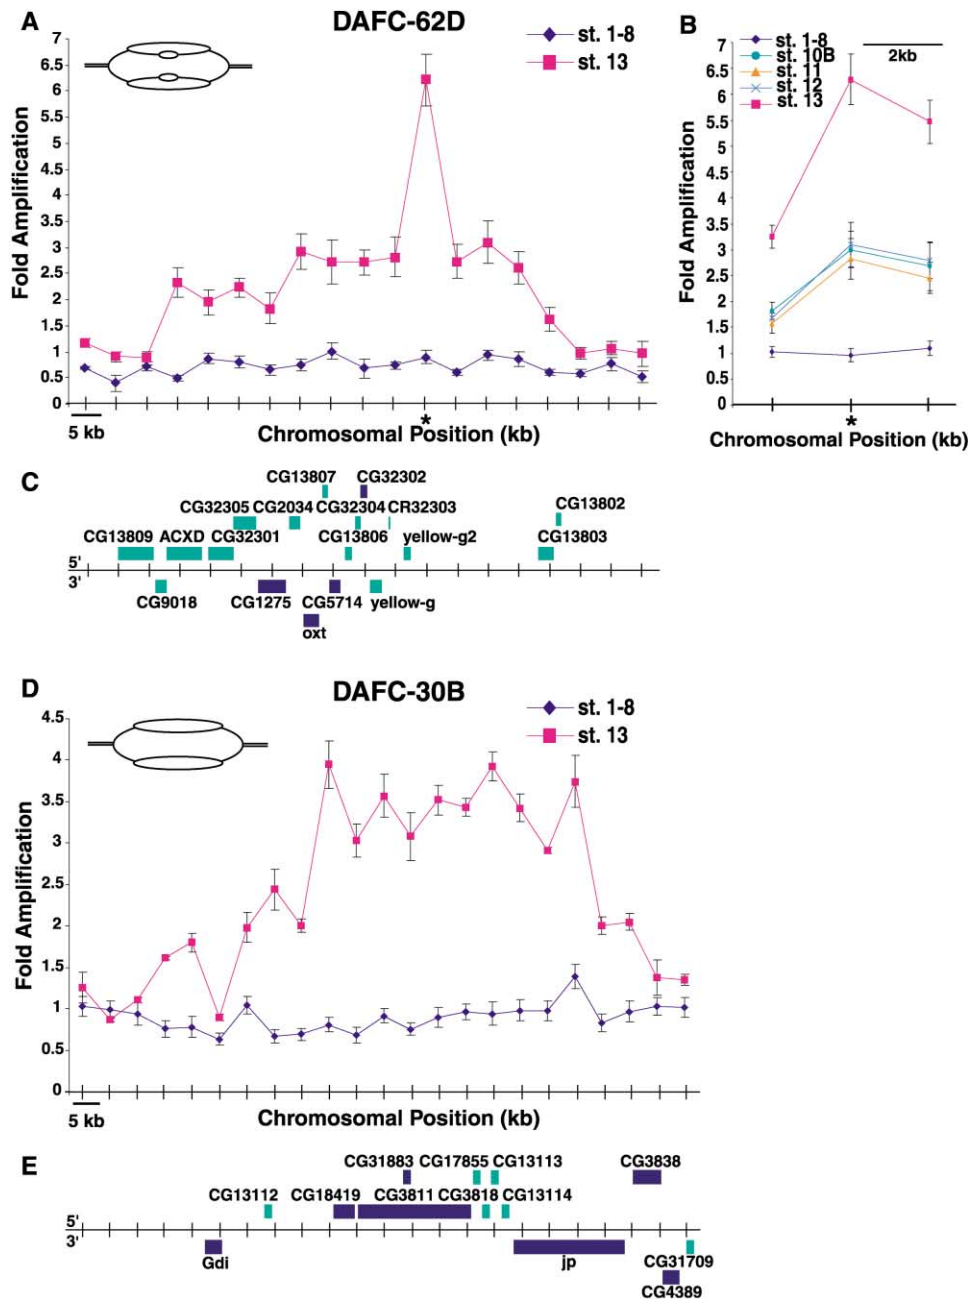 A
DAFC-62D
st. 1-8
st. 13
Fold Amplification
7
6.5
6
5.5
5
4.5
4
3.5
3
2.5
2
1.5
1
0.5
0
5 kb
*
Chromosomal Position (kb)
B
st. 1-8
st. 10B
st. 11
st. 12
st. 13
2kb
Fold Amplification
7
6.5
6
5.5
5
4.5
4
3.5
3
2.5
2
1.5
1
0.5
0
*
Chromosomal Position (kb)
C
CG13807 CG32302
CG32305 CG2034 CG32304 CR32303 CG13802
CG13809 ACXD CG32301 CG13806 yellow-g2 CG13803
5'
3'
CG9018 CG1275 CG5714 yellow-g
oxt
D
DAFC-30B
st. 1-8
st. 13
Fold Amplification
4.5
4
3.5
3
2.5
2
1.5
1
0.5
0
5 kb
Chromosomal Position (kb)
E
CG31883 CG17855 CG13113 CG3838
CG13112 CG18419 CG3811 CG3818 CG13114
5'
3'
Gdi jp CG31709
CG4389